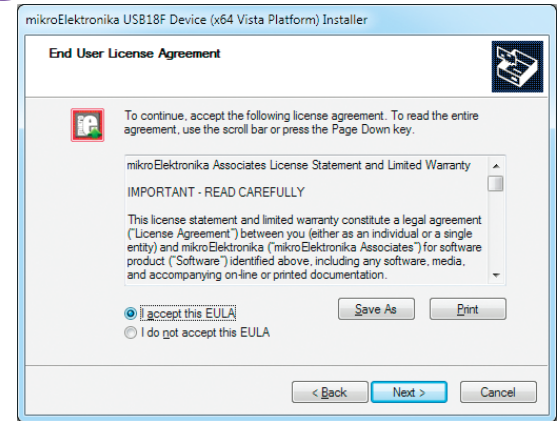 mikroElektronika USB18F Device (x64 Vista Platform) Installer
End User License Agreement
To continue, accept the following license agreement. To read the entire
agreement, use the scroll bar or press the Page Down key.
mikroElektronika Associates License Statement and Limited Warranty
IMPORTANT - READ CAREFULLY
This license statement and limited warranty constitute a legal agreement
("License Agreement") between you (either as an individual or a single
entity) and mikroElektronika ("mikroElektronika Associates") for software
product ("Software") identified above, including any software, media,
and accompanying on-line or printed documentation.
I accept this EULA
Save As
Print
I do not accept this EULA
< Back
Next >
Cancel